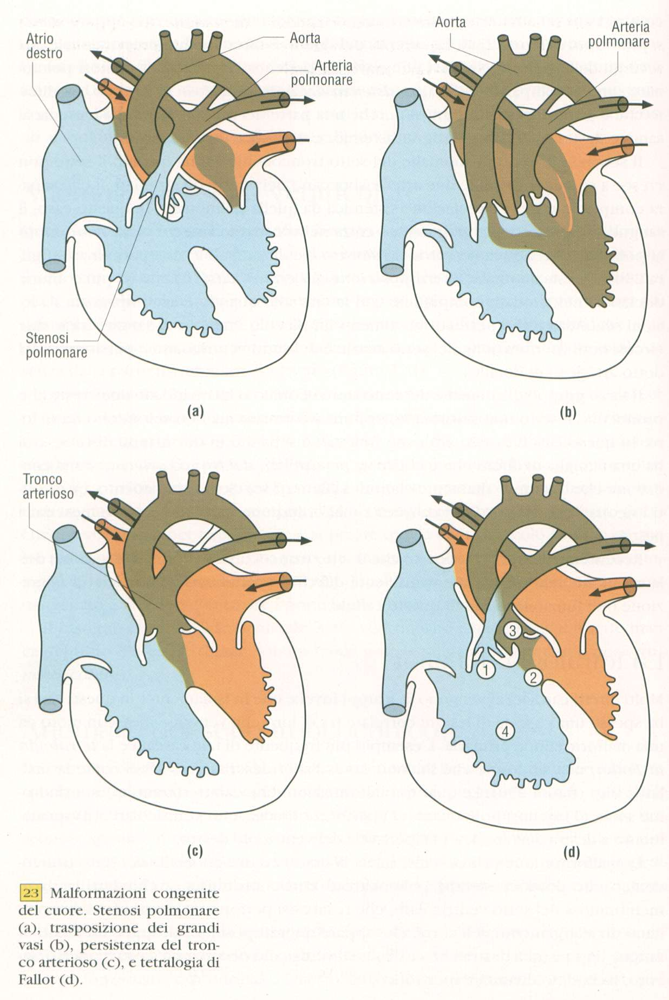 Atrio
destro
Aorta
Arteria
polmonare
Stenosi
polmonare
(a)
Aorta
Arteria
polmonare
(b)
Tronco
arterioso
(c)
1
2
3
4
(d)
23 Malformazioni congenite
del cuore. Stenosi polmonare
(a), trasposizione dei grandi
vasi (b), persistenza del tron-
co arterioso (c), e tetralogia di
Fallot (d).